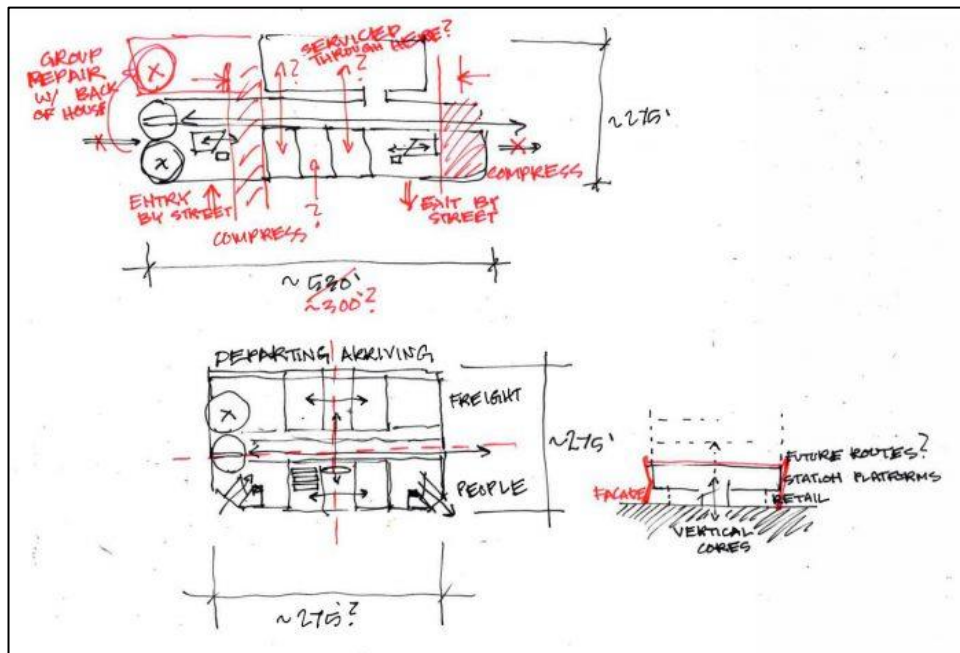 GROUP
REPAIR
W/ BACK
OF HOUSE
X
SERVICED
THROUGH HERE?
?
?
~275'
X
X
X
ENTRY
BY STREET
COMPRESS?
?
EXIT BY
STREET
COMPRESS
~530'
~300'?
DEPARTING ARRIVING
X
FREIGHT
PEOPLE
~275'
~275'?
FACADE
FUTURE ROUTES?
STATION PLATFORMS
RETAIL
VERTICAL
CORES